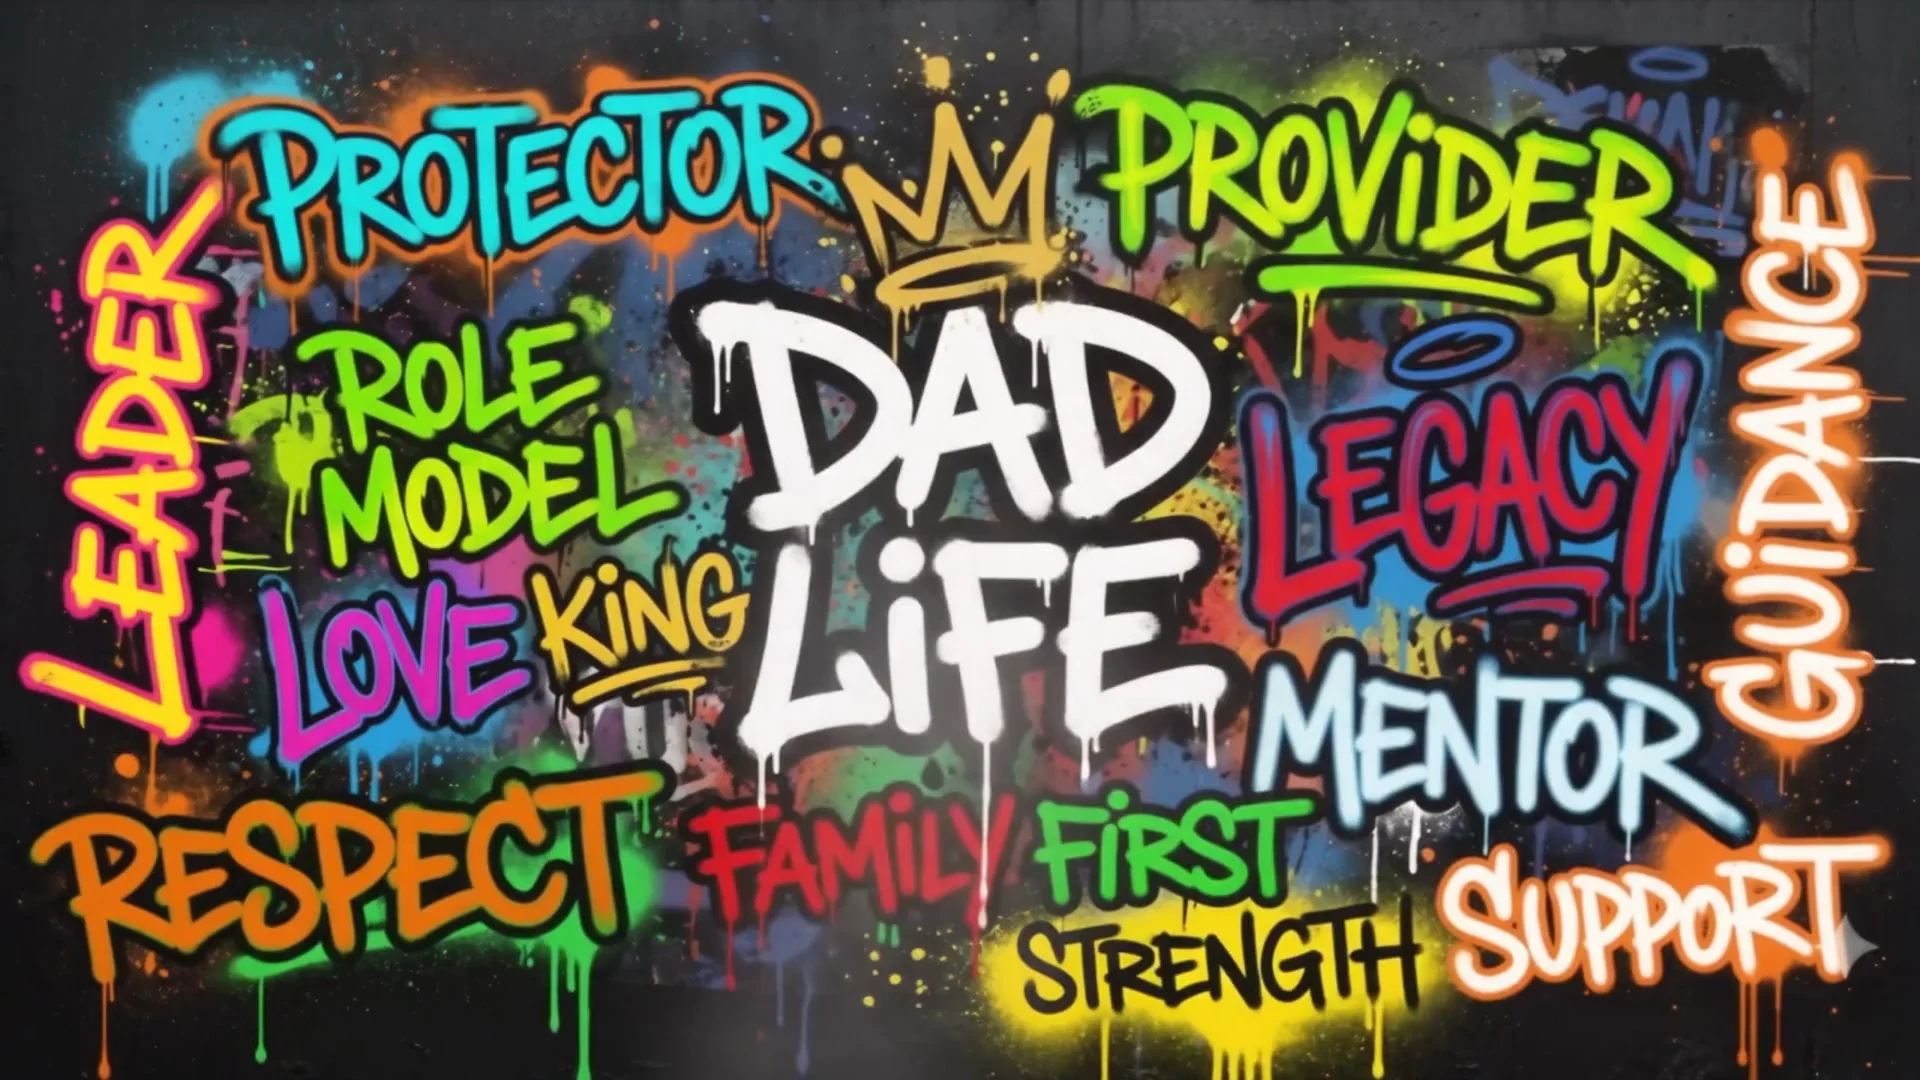 PROTECTOR
PROVIDER
LEADER
ROLE
MODEL
DAD
LiFE
LEGACY
GUiDANCE
LOVE
KiNG
MENTOR
RESPECT
FAMiLY FiRST
STRENGTH
SUPPORT